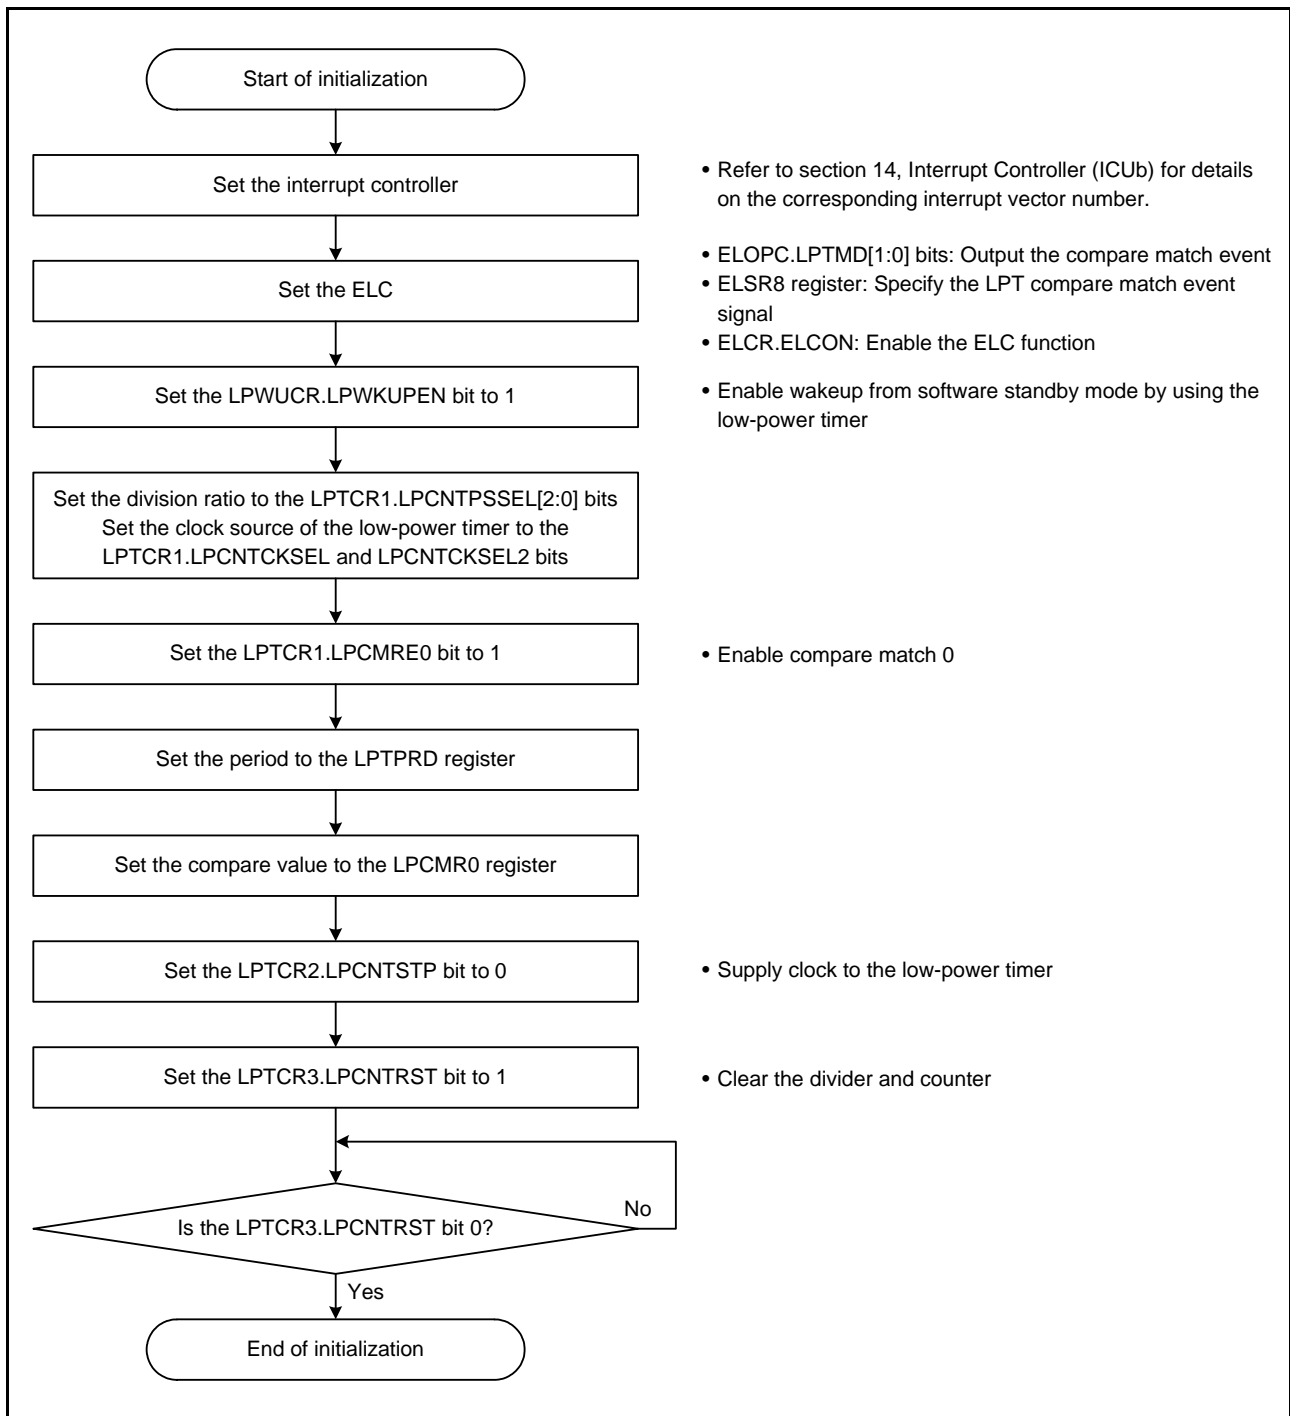 Start of initialization
Set the interrupt controller
• Refer to section 14, Interrupt Controller (ICUb) for details
on the corresponding interrupt vector number.
Set the ELC
• ELOPC.LPTMD[1:0] bits: Output the compare match event
• ELSR8 register: Specify the LPT compare match event
signal
• ELCR.ELCON: Enable the ELC function
Set the LPWUCR.LPWKUPEN bit to 1
• Enable wakeup from software standby mode by using the
low-power timer
Set the division ratio to the LPTCR1.LPCNTPSSEL[2:0] bits
Set the clock source of the low-power timer to the
LPTCR1.LPCNTCKSEL and LPCNTCKSEL2 bits
Set the LPTCR1.LPCMRE0 bit to 1
• Enable compare match 0
Set the period to the LPTPRD register
Set the compare value to the LPCMR0 register
Set the LPTCR2.LPCNTSTP bit to 0
• Supply clock to the low-power timer
Set the LPTCR3.LPCNTRST bit to 1
• Clear the divider and counter
Is the LPTCR3.LPCNTRST bit 0?
No
Yes
End of initialization